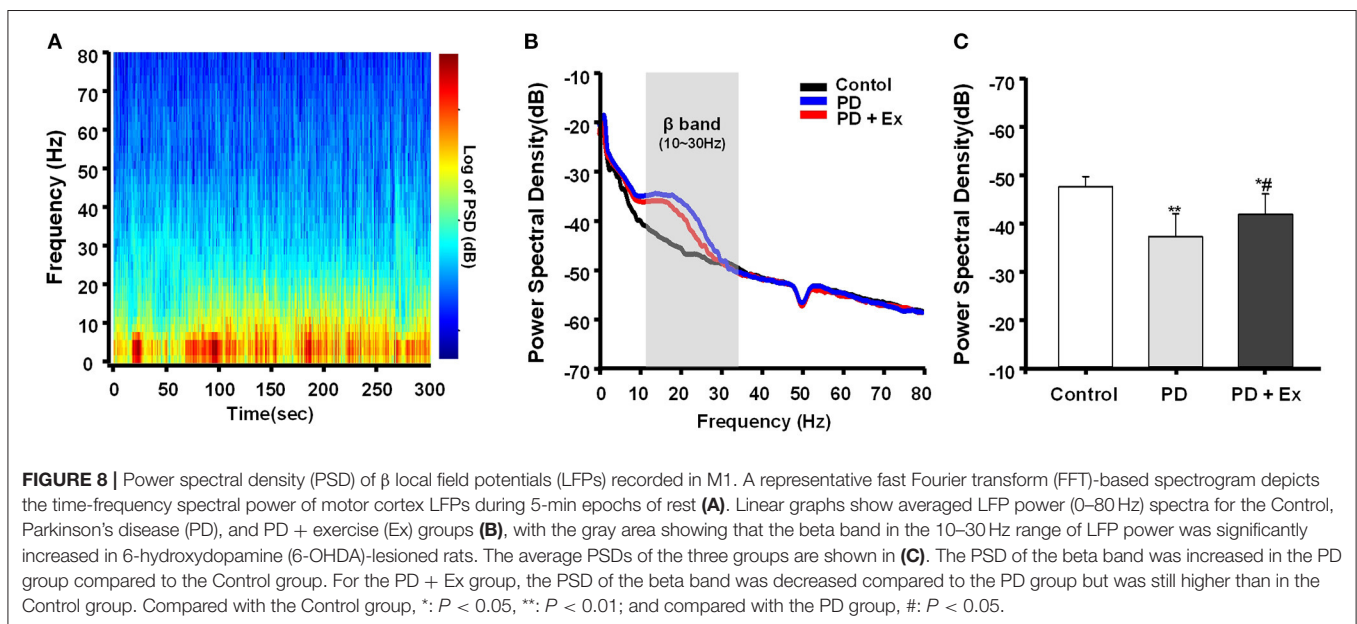 A
80
70
60
50
40
30
20
10
0
Frequency (Hz)
0 50 100 150 200 250 300
Time(sec)
Log of PSD (dB)
B
-10
-20
-30
-40
-50
-60
-70
Power Spectral Density(dB)
β band
(10~30Hz)
Contol
PD
PD + Ex
0 10 20 30 40 50 60 70 80
Frequency (Hz)
C
-70
-60
-50
-40
-30
-20
-10
Power Spectral Density(dB)
**
*#
Control PD PD + Ex
FIGURE 8 | Power spectral density (PSD) of β local field potentials (LFPs) recorded in M1. A representative fast Fourier transform (FFT)-based spectrogram depicts
the time-frequency spectral power of motor cortex LFPs during 5-min epochs of rest (A). Linear graphs show averaged LFP power (0–80 Hz) spectra for the Control,
Parkinson's disease (PD), and PD + exercise (Ex) groups (B), with the gray area showing that the beta band in the 10–30 Hz range of LFP power was significantly
increased in 6-hydroxydopamine (6-OHDA)-lesioned rats. The average PSDs of the three groups are shown in (C). The PSD of the beta band was increased in the PD
group compared to the Control group. For the PD + Ex group, the PSD of the beta band was decreased compared to the PD group but was still higher than in the
Control group. Compared with the Control group, *: P < 0.05, **: P < 0.01; and compared with the PD group, #: P < 0.05.